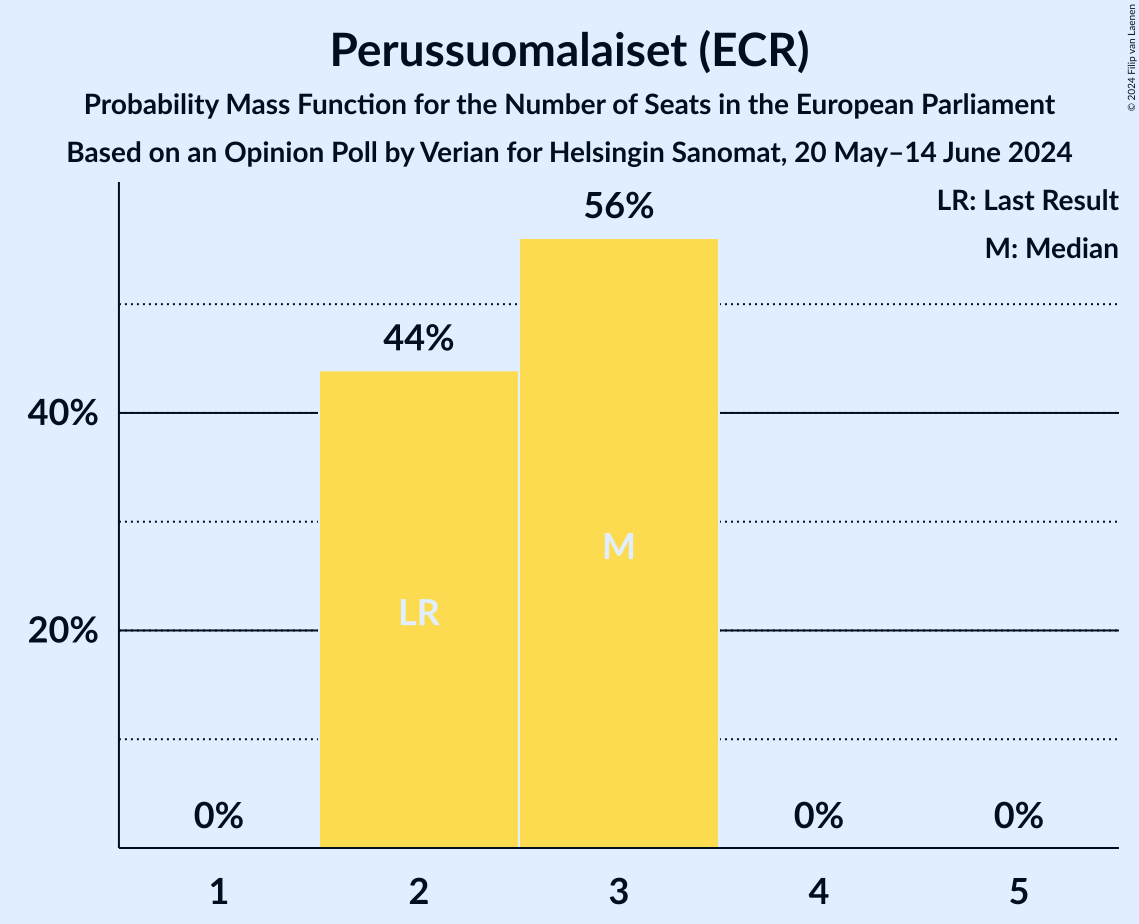 Perussuomalaiset (ECR)
Probability Mass Function for the Number of Seats in the European Parliament
Based on an Opinion Poll by Verian for Helsingin Sanomat, 20 May–14 June 2024
© 2024 Filip van Laenen
LR: Last Result
M: Median
56%
44%
40%
20%
M
LR
0%
0%
0%
1
2
3
4
5